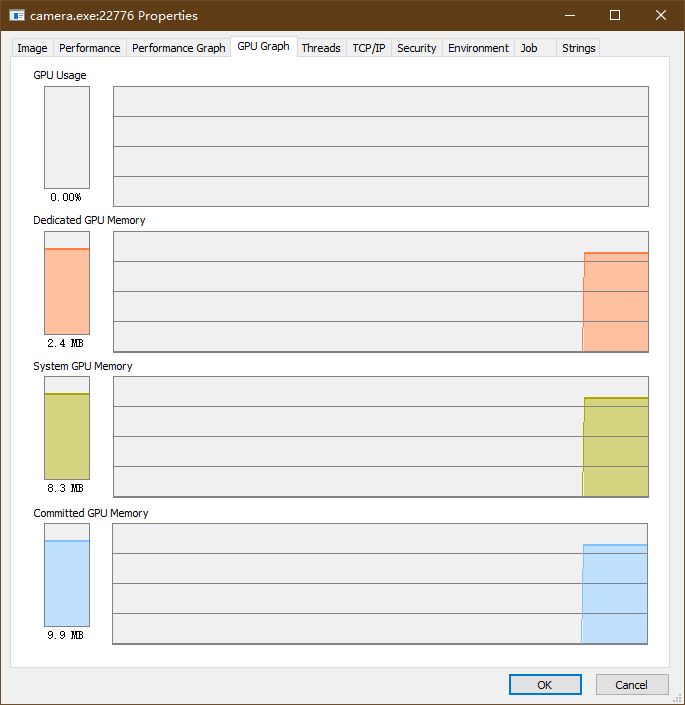 camera.exe:22776 Properties
Image Performance Performance Graph GPU Graph Threads TCP/IP Security Environment Job Strings
GPU Usage
0.00%
Dedicated GPU Memory
2.4 MB
System GPU Memory
8.3 MB
Committed GPU Memory
9.9 MB
OK Cancel